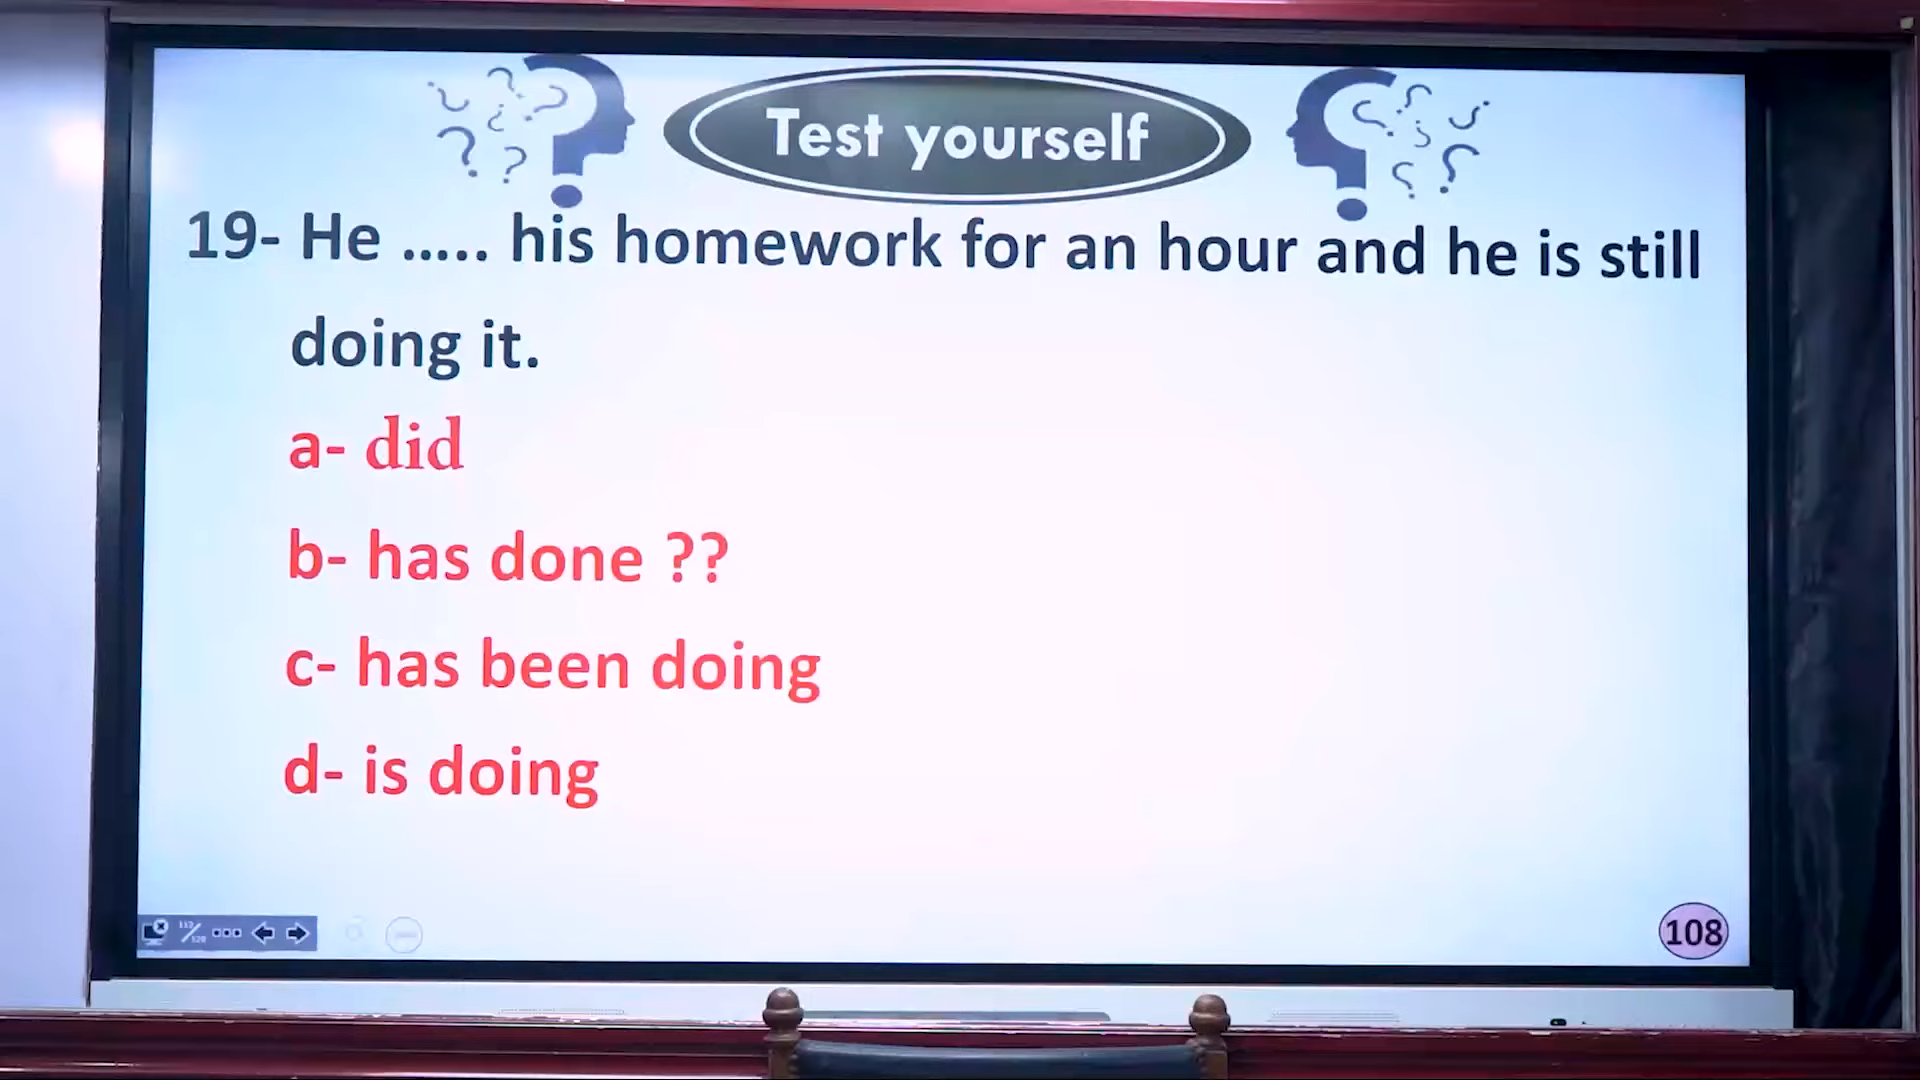 Test yourself
19- He ..... his homework for an hour and he is still
doing it.
a- did
b- has done ??
c- has been doing
d- is doing
108